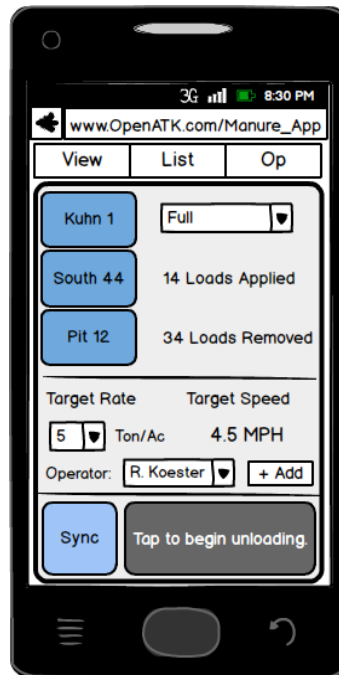 3G 8:30 PM
www.OpenATK.com/Manure_App
View List Op
Kuhn 1 Full
South 44 14 Loads Applied
Pit 12 34 Loads Removed
Target Rate Target Speed
5 Ton/Ac 4.5 MPH
Operator: R. Koester + Add
Sync Tap to begin unloading.